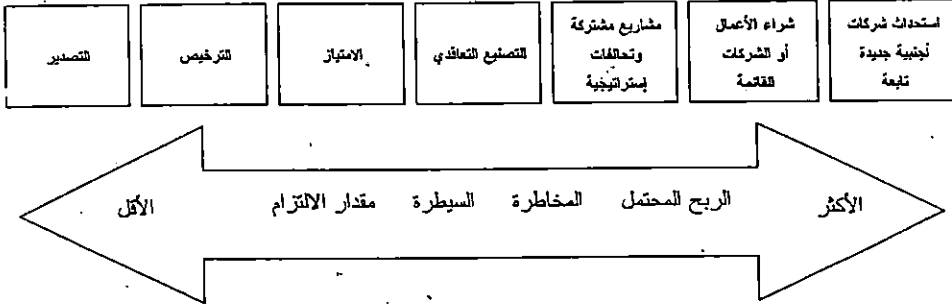 استحداث شركات
أجنبية جديدة
تابعة
شراء الأعمال
أو الشركات
القائمة
مشاريع مشتركة
وتحالفات
إستراتيجية
التصنيع التعاقدي
الامتياز
الترخيص
التصدير
الأكثر الربح المحتمل المخاطرة السيطرة مقدار الالتزام الأقل